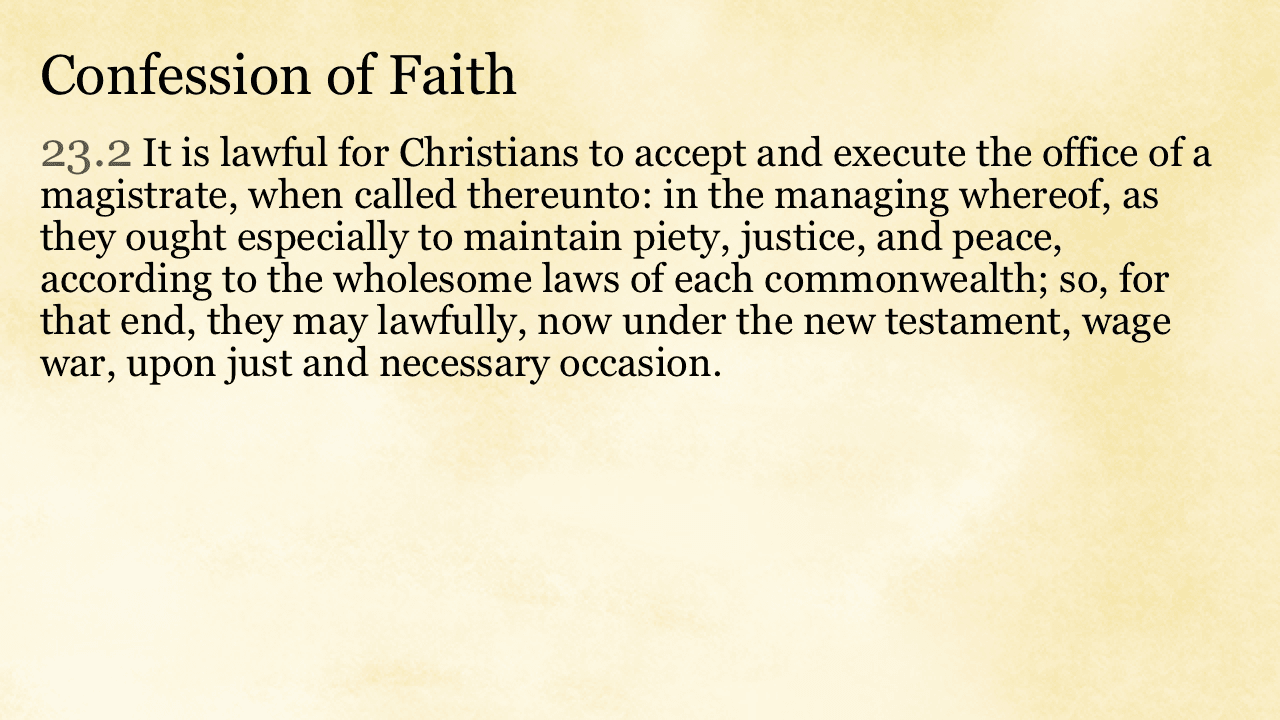 Confession of Faith
23.2 It is lawful for Christians to accept and execute the office of a
magistrate, when called thereunto: in the managing whereof, as
they ought especially to maintain piety, justice, and peace,
according to the wholesome laws of each commonwealth; so, for
that end, they may lawfully, now under the new testament, wage
war, upon just and necessary occasion.